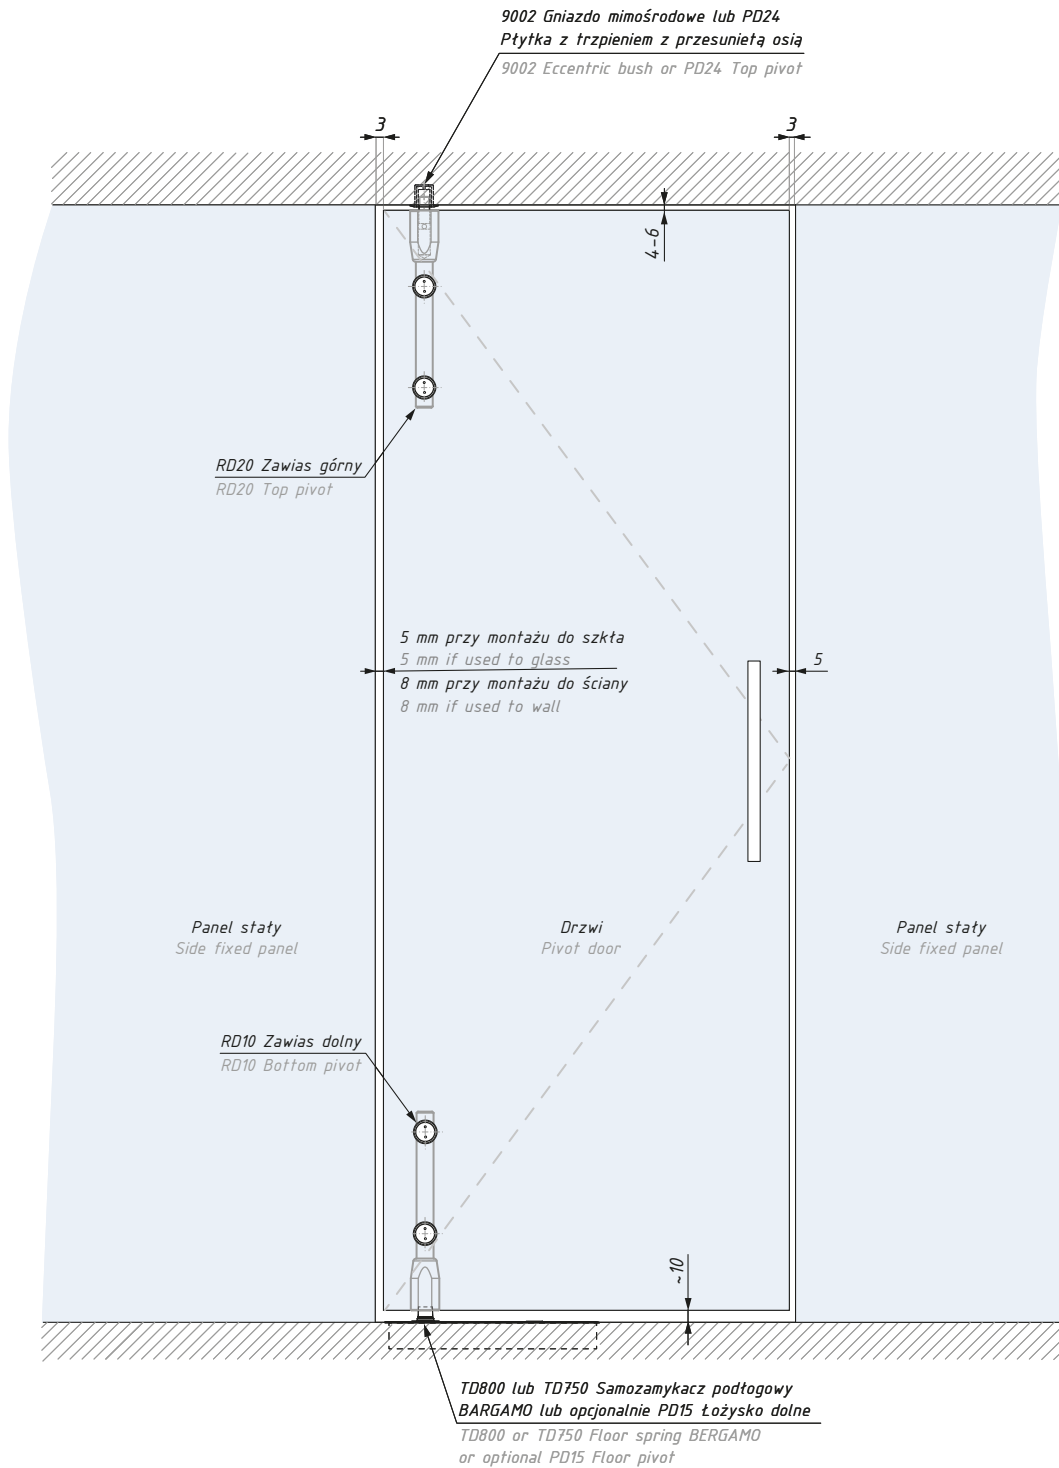 9002 Gniazdo mimośrodowe lub PD24
Płytka z trzpieniem z przesunietą osią
9002 Eccentric bush or PD24 Top pivot
3
3
4-6
RD20 Zawias górny
RD20 Top pivot
5 mm przy montażu do szkła
5 mm if used to glass
8 mm przy montażu do ściany
8 mm if used to wall
5
Panel stały
Side fixed panel
Drzwi
Pivot door
Panel stały
Side fixed panel
RD10 Zawias dolny
RD10 Bottom pivot
~10
TD800 lub TD750 Samozamykacz podłogowy
BARGAMO lub opcjonalnie PD15 Łożysko dolne
TD800 or TD750 Floor spring BERGAMO
or optional PD15 Floor pivot